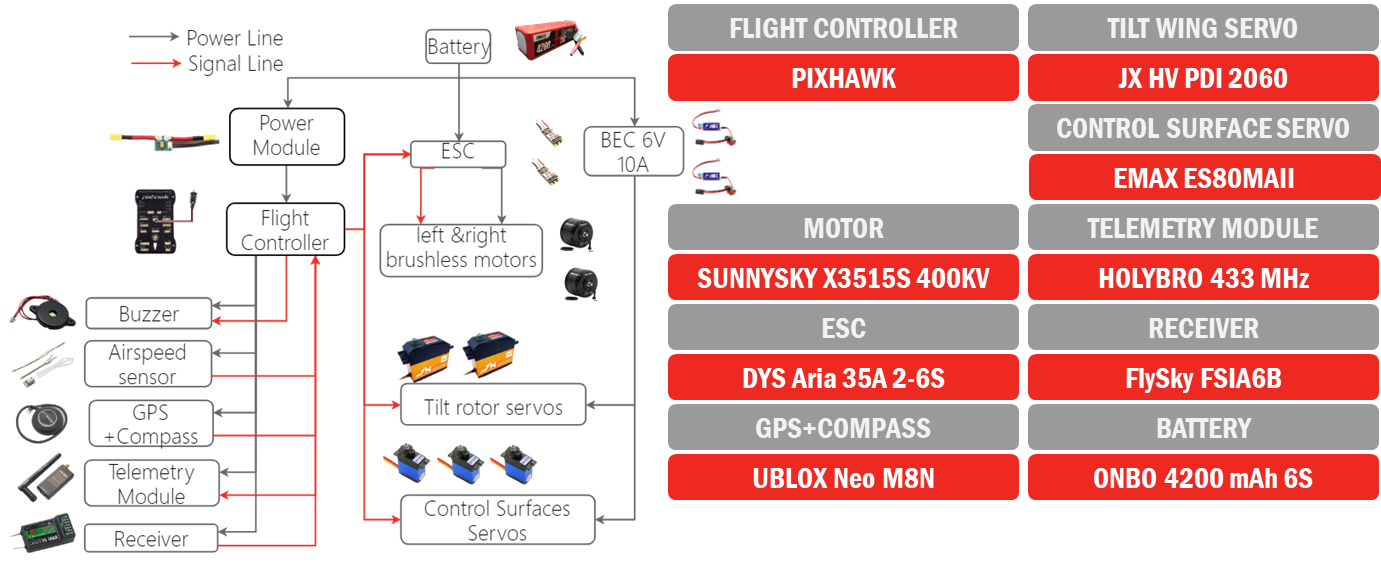 Power Line
Signal Line
Battery
Power
Module
ESC
BEC 6V
10A
Flight
Controller
left &right
brushless motors
Buzzer
Airspeed
sensor
GPS
+Compass
Telemetry
Module
Receiver
Tilt rotor servos
Control Surfaces
Servos
4200
FLIGHT CONTROLLER
PIXHAWK
TILT WING SERVO
JX HV PDI 2060
CONTROL SURFACE SERVO
EMAX ES80MAII
MOTOR
SUNNYSKY X3515S 400KV
TELEMETRY MODULE
HOLYBRO 433 MHz
ESC
DYS Aria 35A 2-6S
RECEIVER
FlySky FSIA6B
GPS+COMPASS
UBLOX Neo M8N
BATTERY
ONBO 4200 mAh 6S